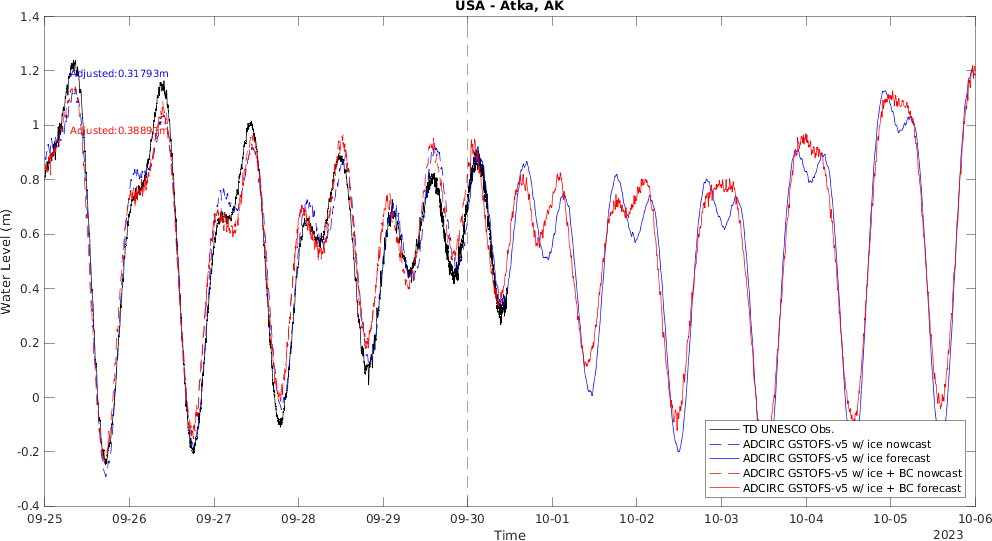 USA - Atka, AK
1.4
1.2
1
0.8
0.6
0.4
0.2
0
-0.2
-0.4
Water Level (m)
Adjusted:0.31793m
TD UNESCO Obs.
ADCIRC GSTOFS-v5 w/ ice nowcast
ADCIRC GSTOFS-v5 w/ ice forecast
ADCIRC GSTOFS-v5 w/ ice + BC nowcast
ADCIRC GSTOFS-v5 w/ ice + BC forecast
09-25 09-26 09-27 09-28 09-29 09-30 10-01 10-02 10-03 10-04 10-05 10-06
Time
2023